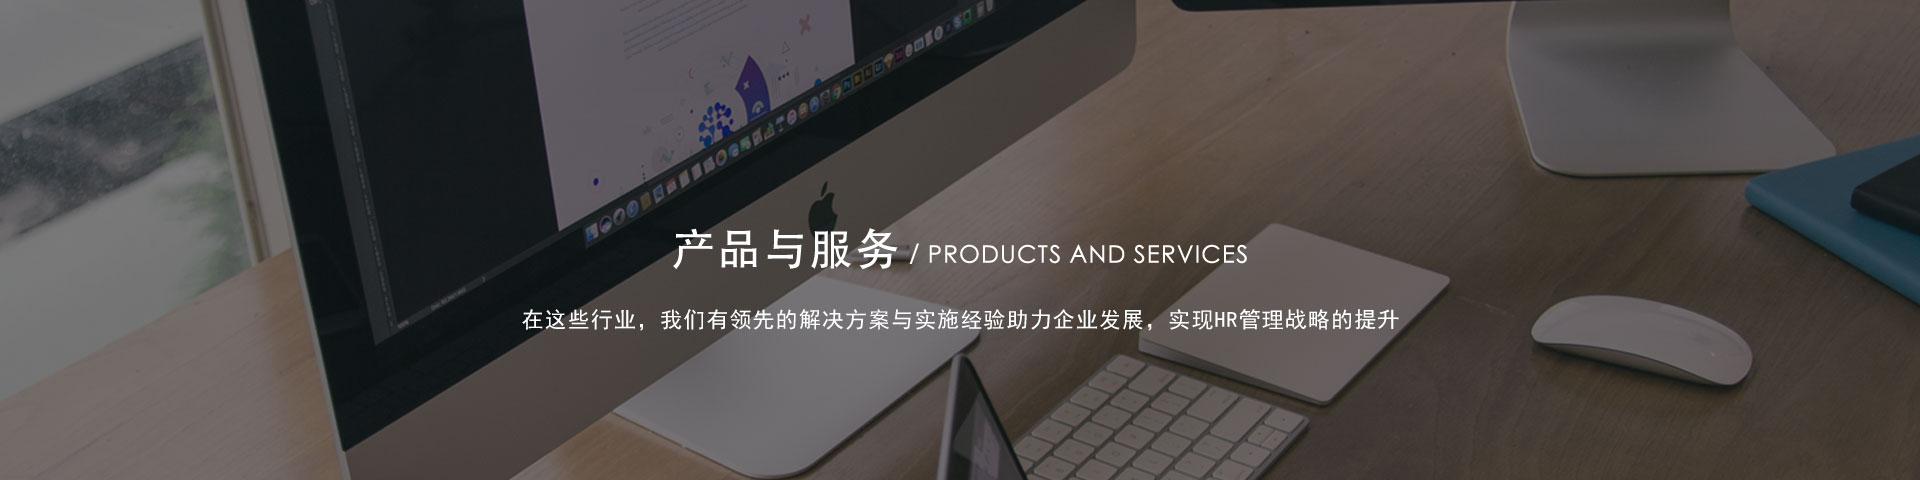 产品与服务 / PRODUCTS AND SERVICES
在这些行业，我们有领先的解决方案与实施经验助力企业发展，实现HR管理战略的提升